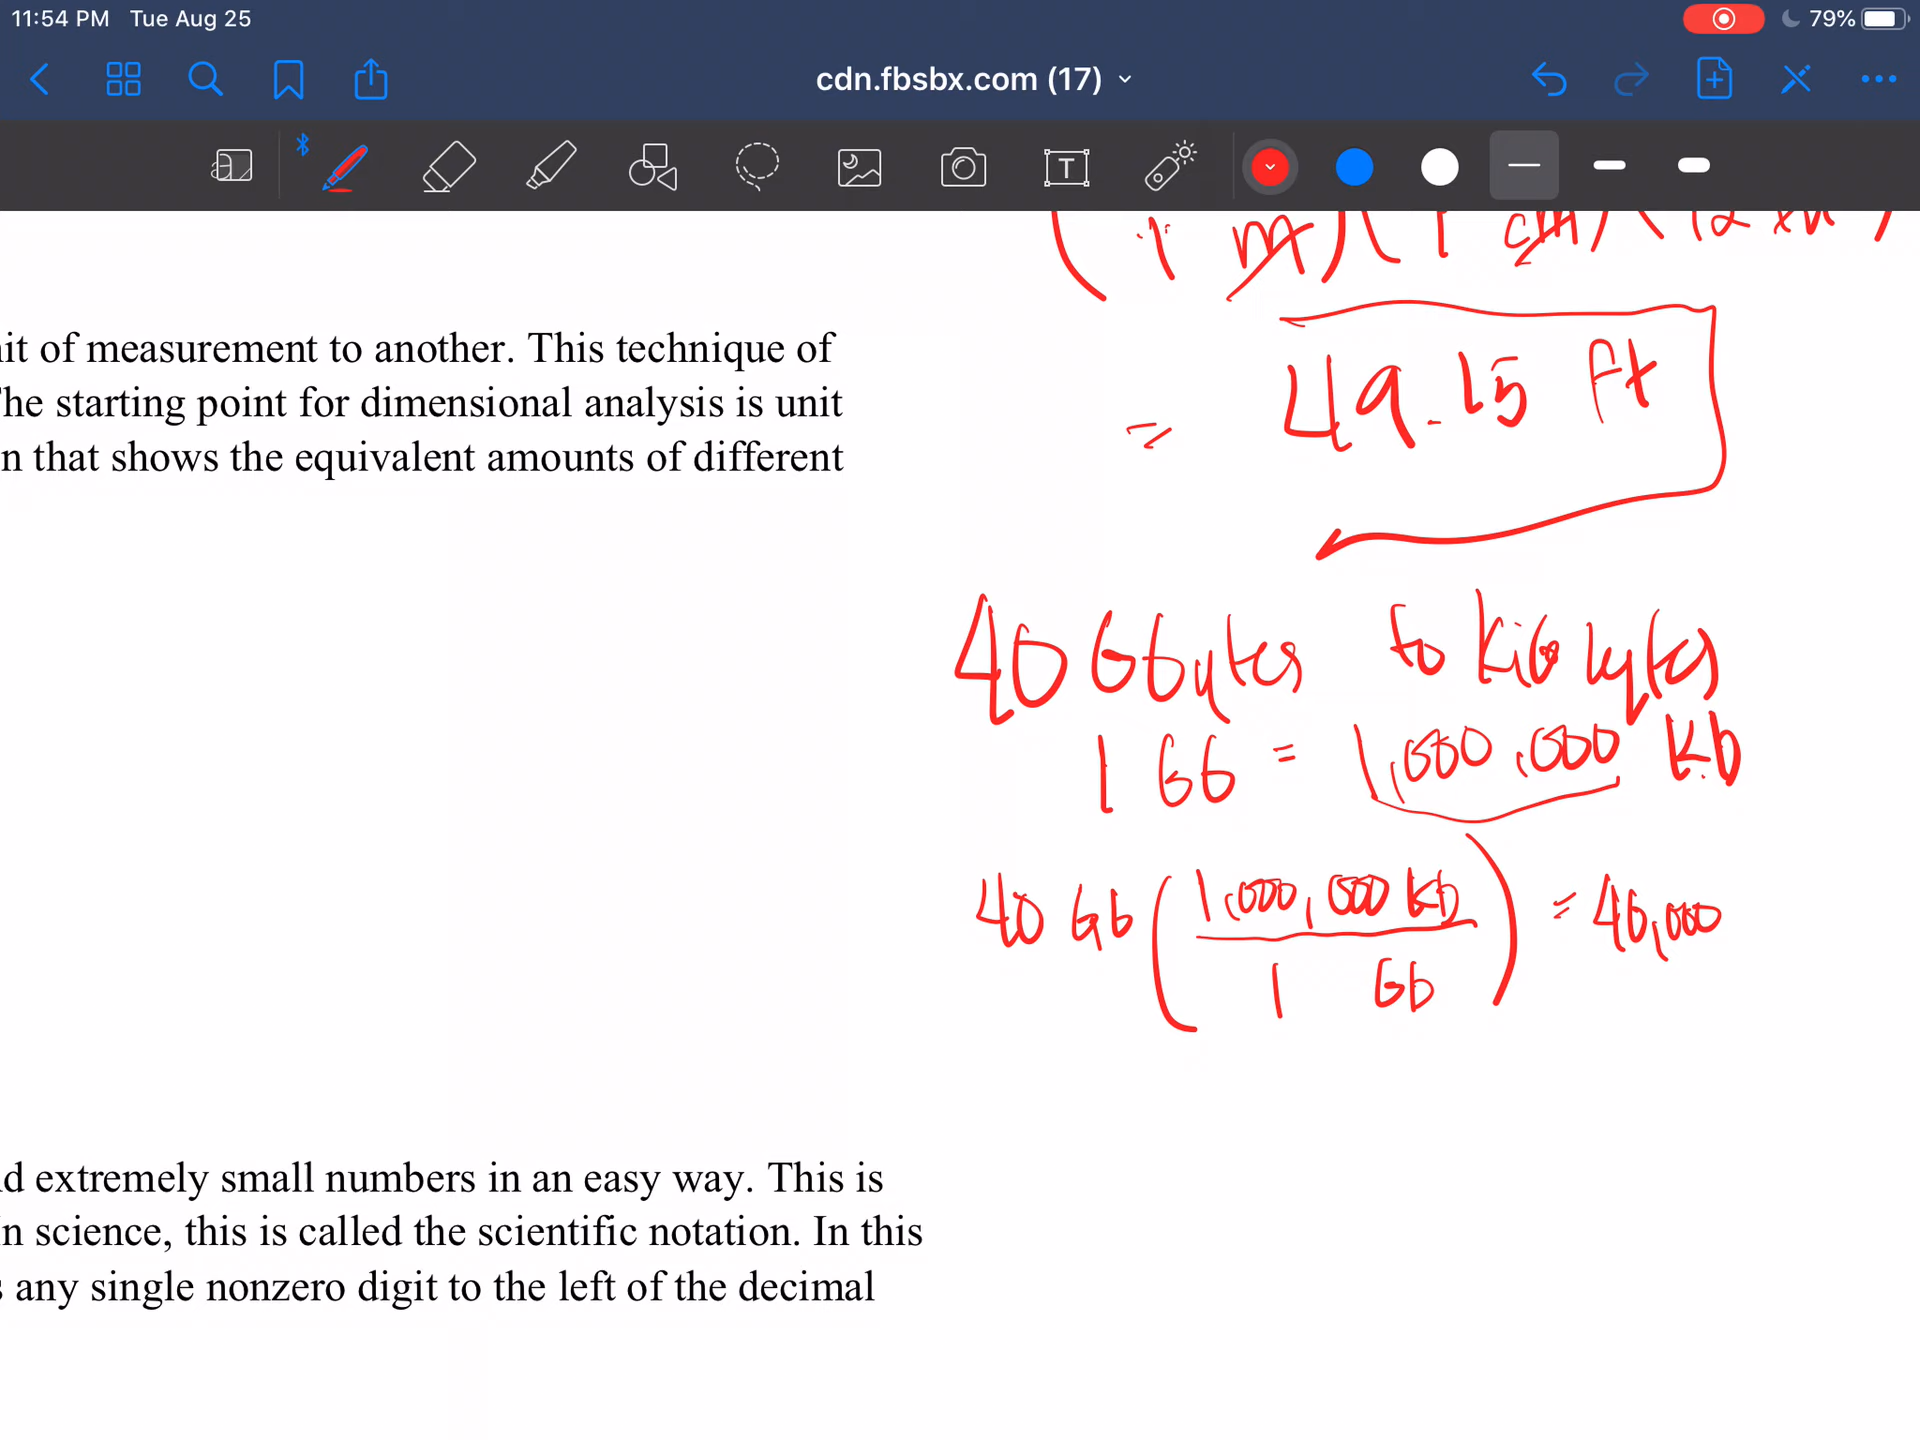 11:54 PM Tue Aug 25
79%
cdn.fbsbx.com (17)
T
= 49.15 ft
nit of measurement to another. This technique of
The starting point for dimensional analysis is unit
n that shows the equivalent amounts of different
40 Gbytes to kilobytes
1 Gb = 1,000,000 kb
40 Gb ( 1,000,000 kb
1 Gb ) = 40,000
d extremely small numbers in an easy way. This is
In science, this is called the scientific notation. In this
s any single nonzero digit to the left of the decimal